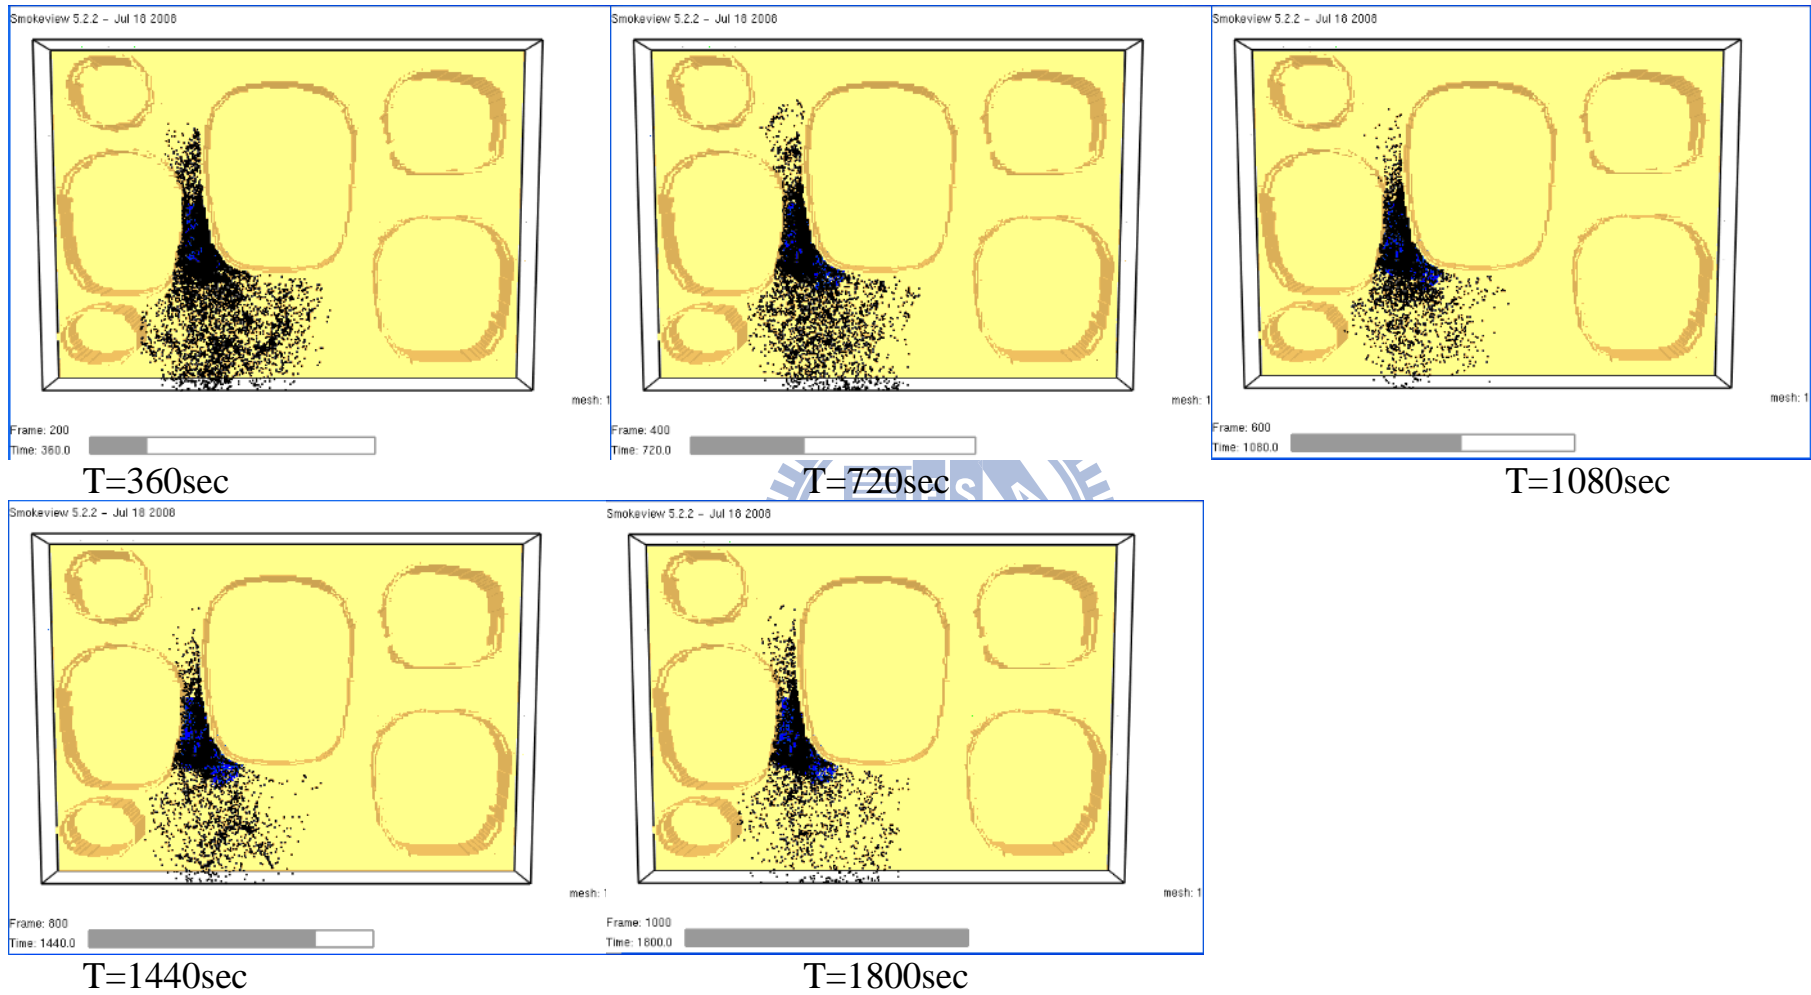 Smokeview 5.2.2 – Jul 18 2008
mesh: 1
Frame: 200
Time: 360.0
Smokeview 5.2.2 – Jul 18 2008
mesh: 1
Frame: 400
Time: 720.0
Smokeview 5.2.2 – Jul 18 2008
mesh: 1
Frame: 600
Time: 1080.0
T=360sec
T=720sec
T=1080sec
Smokeview 5.2.2 – Jul 18 2008
mesh: 1
Frame: 800
Time: 1440.0
Smokeview 5.2.2 – Jul 18 2008
mesh: 1
Frame: 1000
Time: 1800.0
T=1440sec
T=1800sec